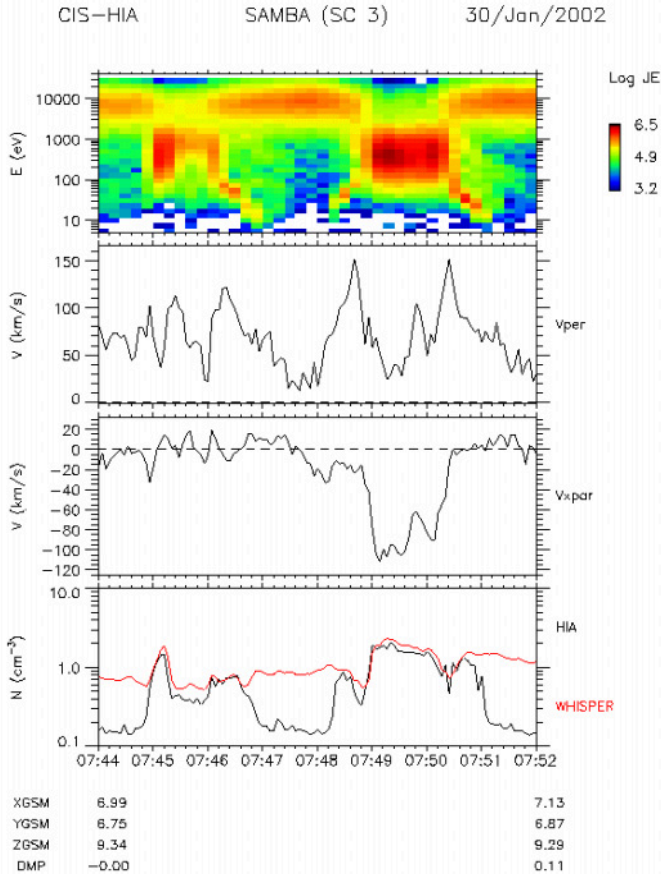 CIS-HIA SAMBA (SC 3) 30/Jan/2002
Log JE
10000
1000
100
10
E (eV)
6.5
4.9
3.2
150
100
50
0
V (km/s)
Vper
20
0
-20
-40
-60
-80
-100
-120
V (km/s)
Vxpar
10.0
1.0
0.1
N (cm-3)
HIA
WHISPER
07:44 07:45 07:46 07:47 07:48 07:49 07:50 07:51 07:52
XGSM 6.99 7.13
YGSM 6.75 6.87
ZGSM 9.34 9.29
DMP -0.00 0.11